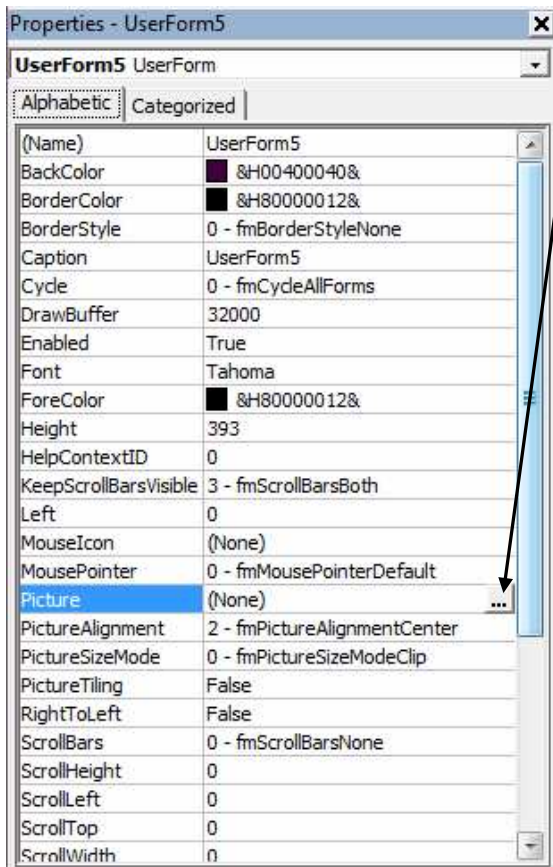 Properties - UserForm5
UserForm5 UserForm
Alphabetic Categorized
(Name) UserForm5
BackColor &H00400040&
BorderColor &H80000012&
BorderStyle 0 - fmBorderStyleNone
Caption UserForm5
Cycle 0 - fmCycleAllForms
DrawBuffer 32000
Enabled True
Font Tahoma
ForeColor &H80000012&
Height 393
HelpContextID 0
KeepScrollBarsVisible 3 - fmScrollBarsBoth
Left 0
MouseIcon (None)
MousePointer 0 - fmMousePointerDefault
Picture (None) ...
PictureAlignment 2 - fmPictureAlignmentCenter
PictureSizeMode 0 - fmPictureSizeModeClip
PictureTiling False
RightToLeft False
ScrollBars 0 - fmScrollBarsNone
ScrollHeight 0
ScrollLeft 0
ScrollTop 0
ScrollWidth 0